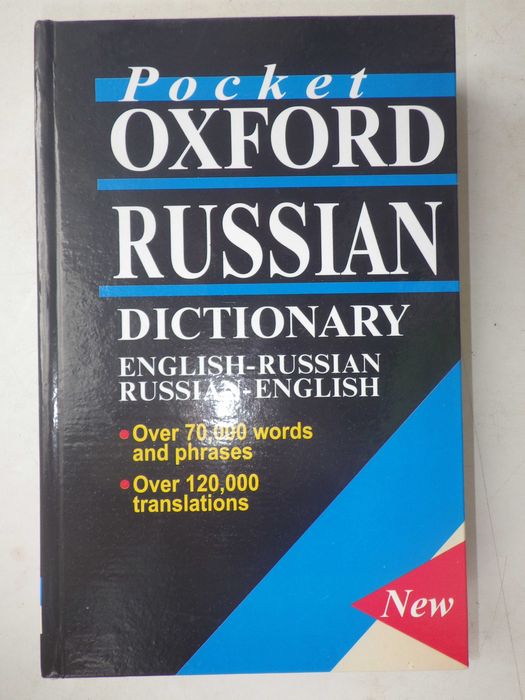 Pocket
OXFORD
RUSSIAN
DICTIONARY
ENGLISH-RUSSIAN
RUSSIAN-ENGLISH
• Over 70,000 words
and phrases
• Over 120,000
translations
New